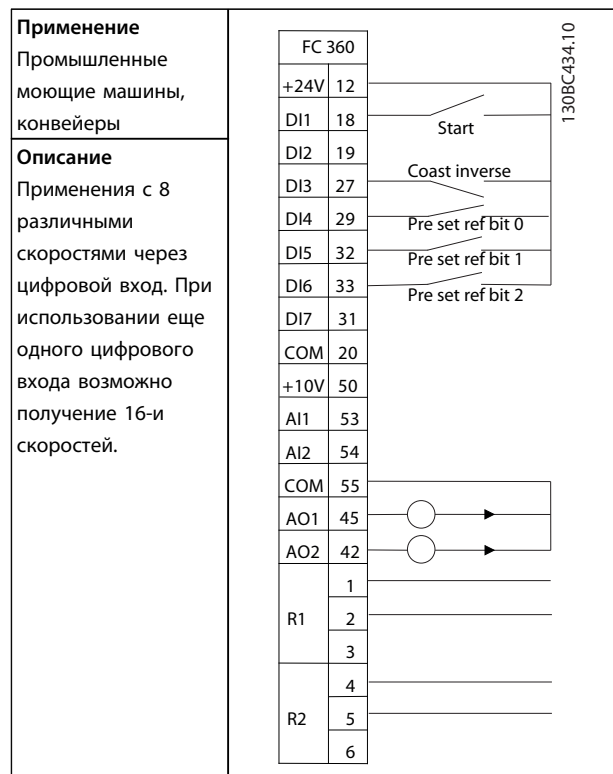 Применение
Промышленные
моющие машины,
конвейеры
Описание
Применения с 8
различными
скоростями через
цифровой вход. При
использовании еще
одного цифрового
входа возможно
получение 16-и
скоростей.
FC 360
+24V 12
DI1 18
Start
DI2 19
Coast inverse
DI3 27
DI4 29
Pre set ref bit 0
DI5 32
Pre set ref bit 1
DI6 33
Pre set ref bit 2
DI7 31
COM 20
+10V 50
AI1 53
AI2 54
COM 55
AO1 45
AO2 42
R1
1
2
3
R2
4
5
6
130BC434.10